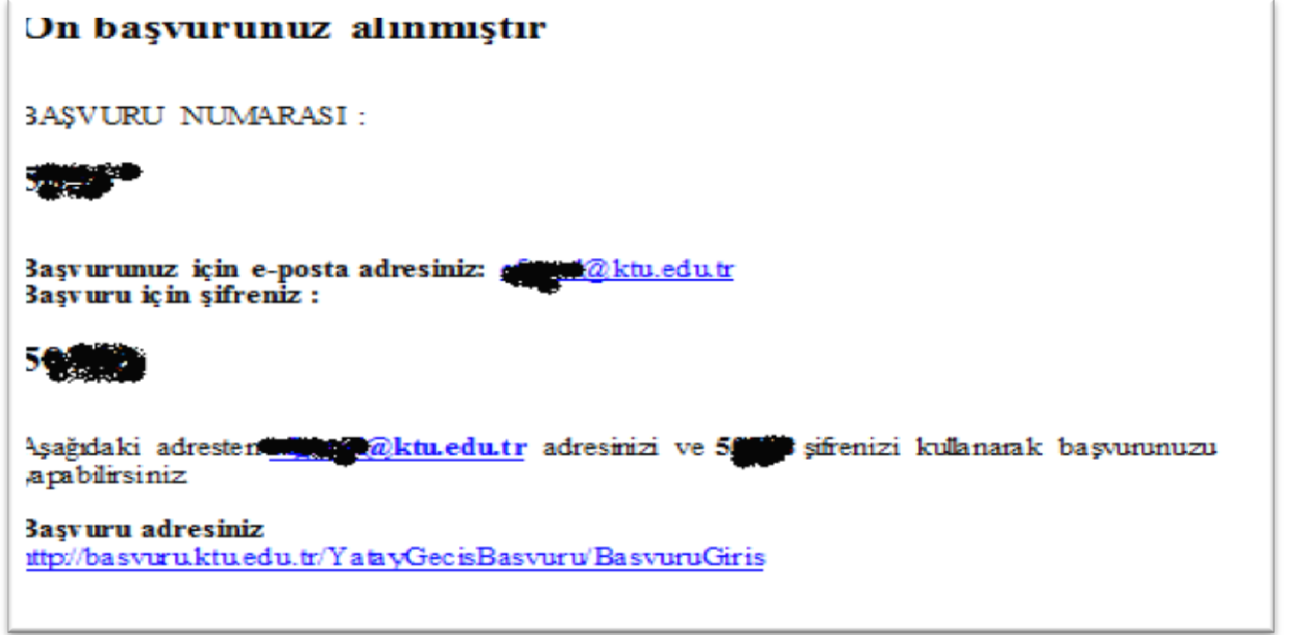 Ön başvurunuz alınmıştır
BAŞVURU NUMARASI :
Başvurunuz için e-posta adresiniz: @ktu.edu.tr
Başvuru için şifreniz :
Aşağıdaki adresten @ktu.edu.tr adresinizi ve şifrenizi kullanarak başvurunuzu
yapabilirsiniz
Başvuru adresiniz
http://basvuru.ktu.edu.tr/YatayGecisBasvuru/BasvuruGiris